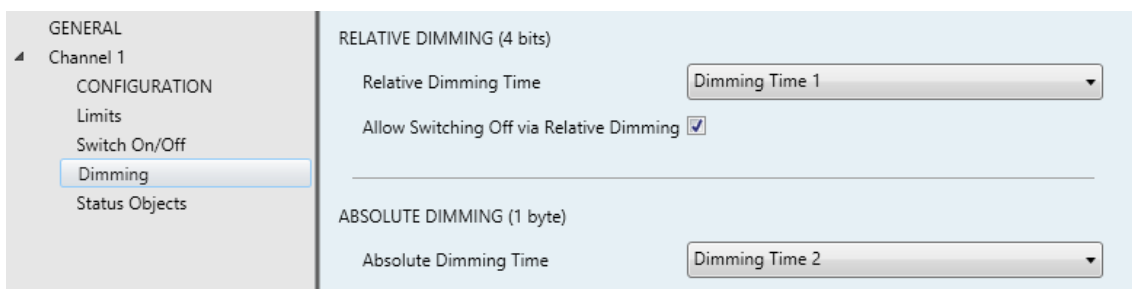 GENERAL
Channel 1
CONFIGURATION
Limits
Switch On/Off
Dimming
Status Objects
RELATIVE DIMMING (4 bits)
Relative Dimming Time Dimming Time 1
Allow Switching Off via Relative Dimming
ABSOLUTE DIMMING (1 byte)
Absolute Dimming Time Dimming Time 2